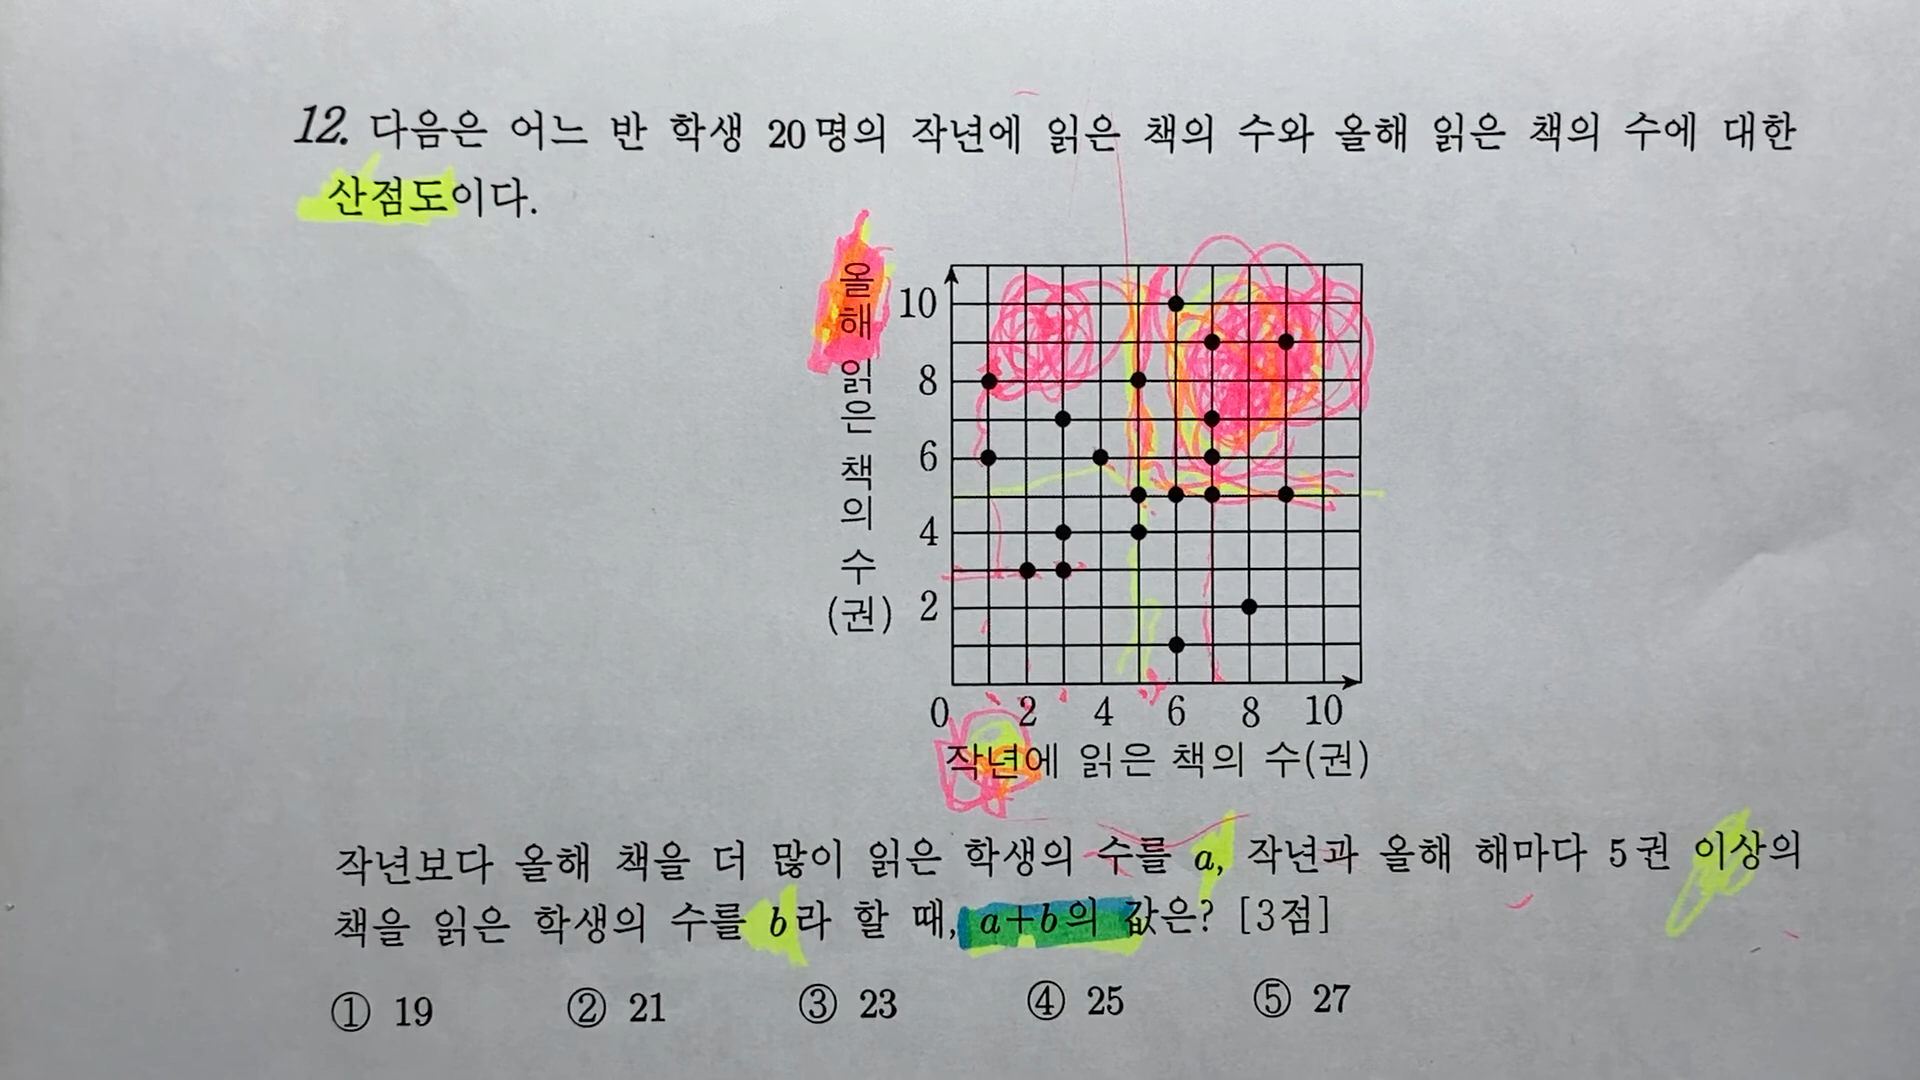 12. 다음은 어느 반 학생 20명의 작년에 읽은 책의 수와 올해 읽은 책의 수에 대한
산점도이다.
올해 읽은 책의 수 (권)
10
8
6
4
2
0 2 4 6 8 10
작년에 읽은 책의 수(권)
작년보다 올해 책을 더 많이 읽은 학생의 수를 a, 작년과 올해 해마다 5권 이상의
책을 읽은 학생의 수를 b라 할 때, a+b의 값은? [3점]
① 19 ② 21 ③ 23 ④ 25 ⑤ 27